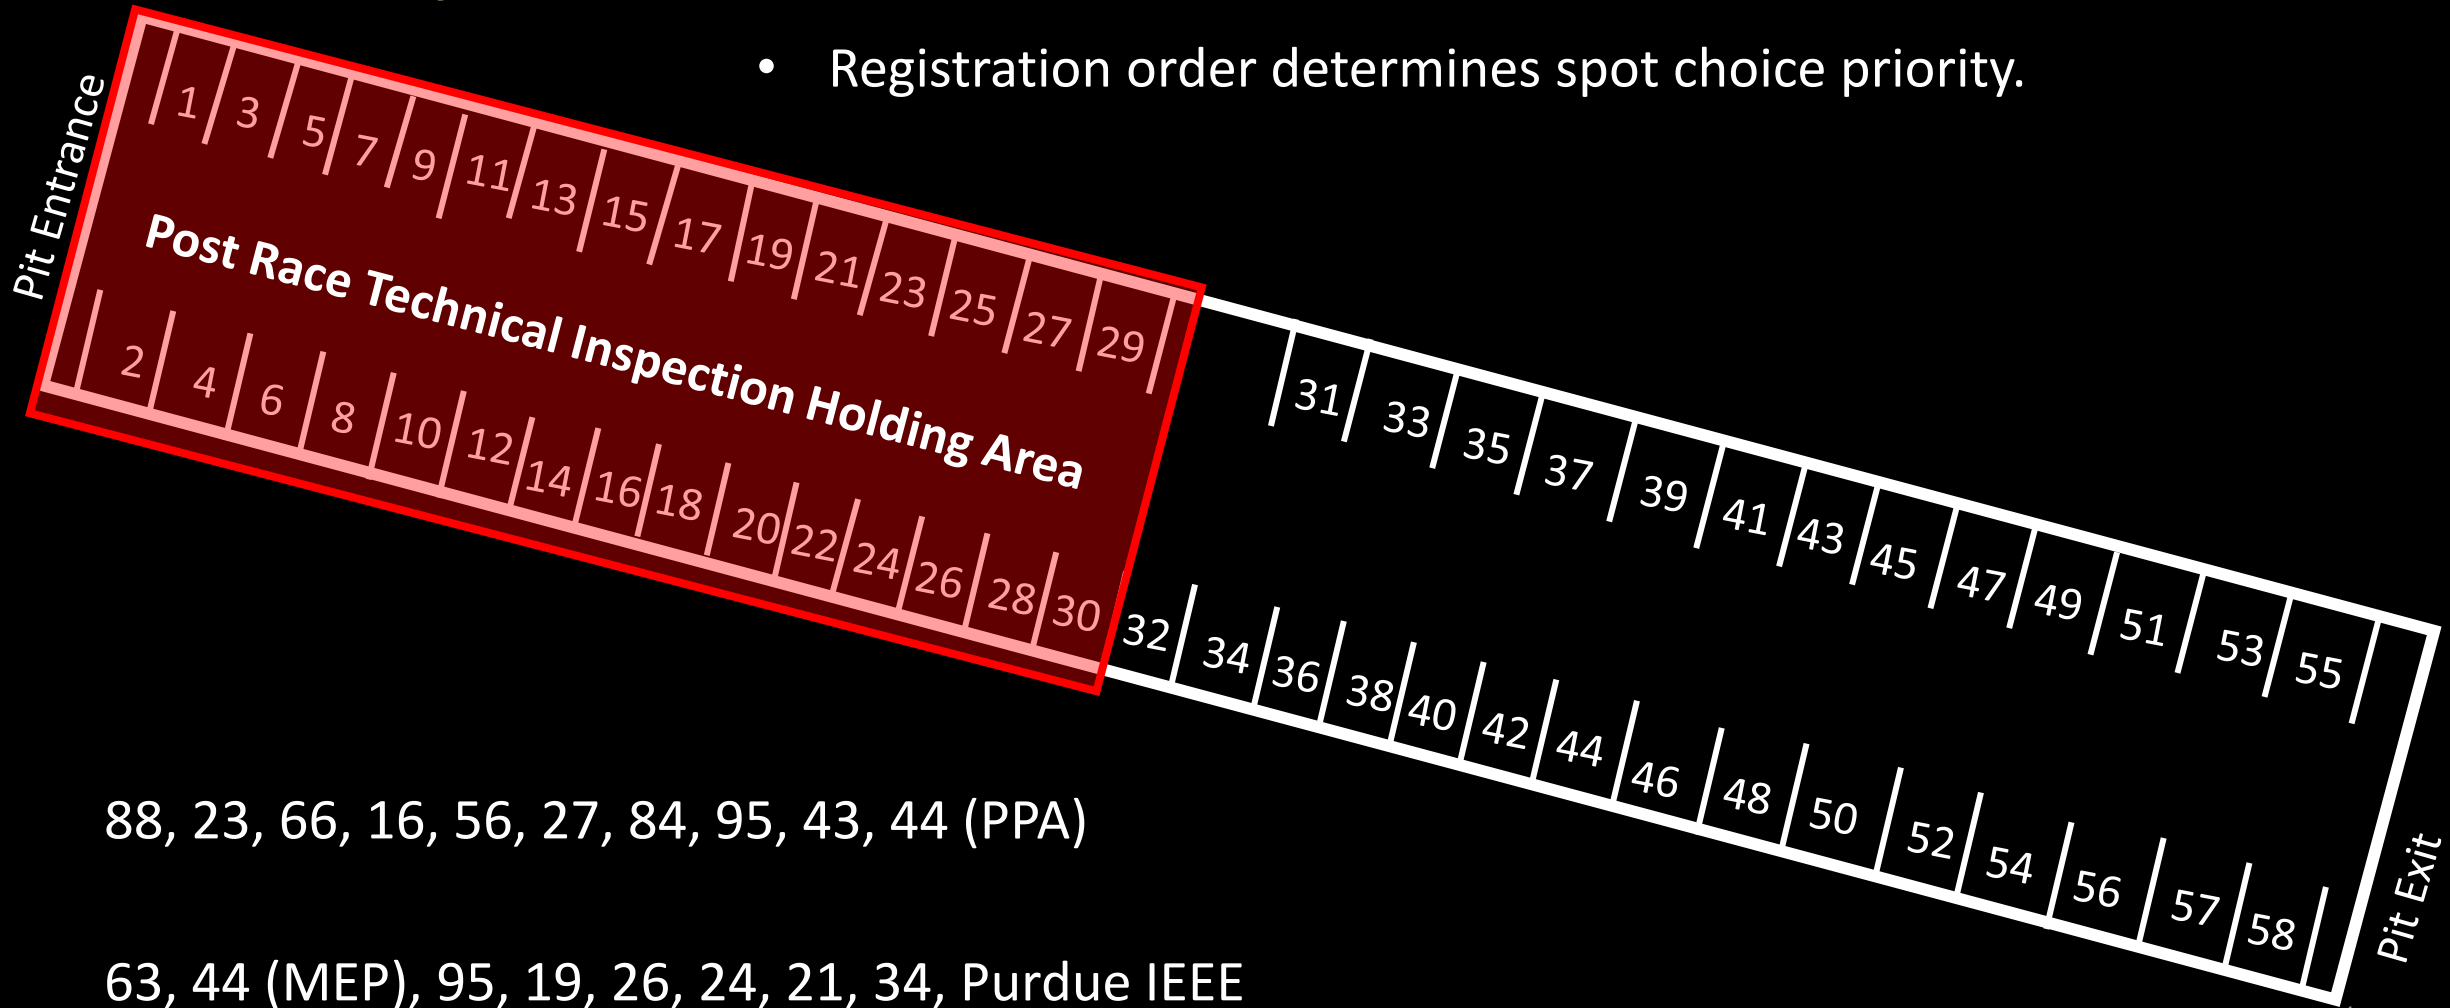 • Registration order determines spot choice priority.
Pit Entrance
1 3 5 7 9 11 13 15 17 19 21 23 25 27 29 31 33 35 37 39 41 43 45 47 49 51 53 55
Post Race Technical Inspection Holding Area
2 4 6 8 10 12 14 16 18 20 22 24 26 28 30 32 34 36 38 40 42 44 46 48 50 52 54 56 57 58
Pit Exit
88, 23, 66, 16, 56, 27, 84, 95, 43, 44 (PPA)
63, 44 (MEP), 95, 19, 26, 24, 21, 34, Purdue IEEE